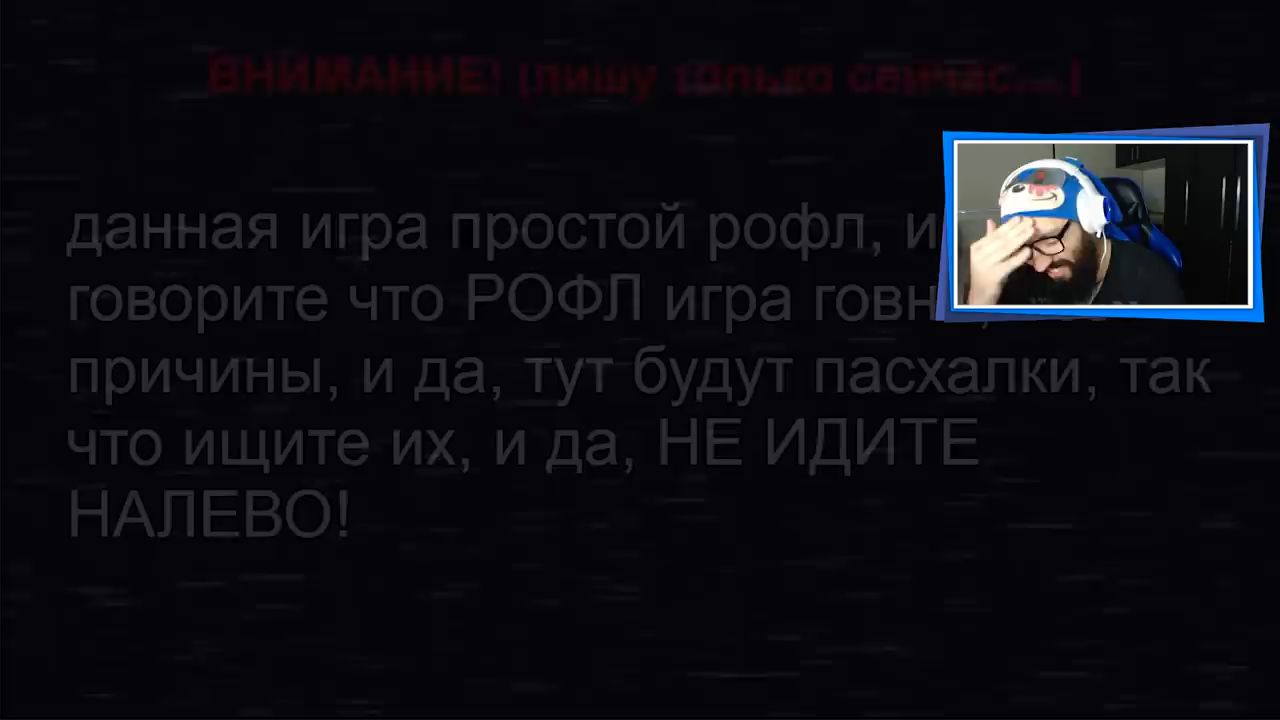 ВНИМАНИЕ! (пишу только сейчас...)
данная игра простой рофл,
говорите что РОФЛ игра
причины, и да, тут будут пасхалки, так
что ищите их, и да, НЕ ИДИТЕ
НАЛЕВО!